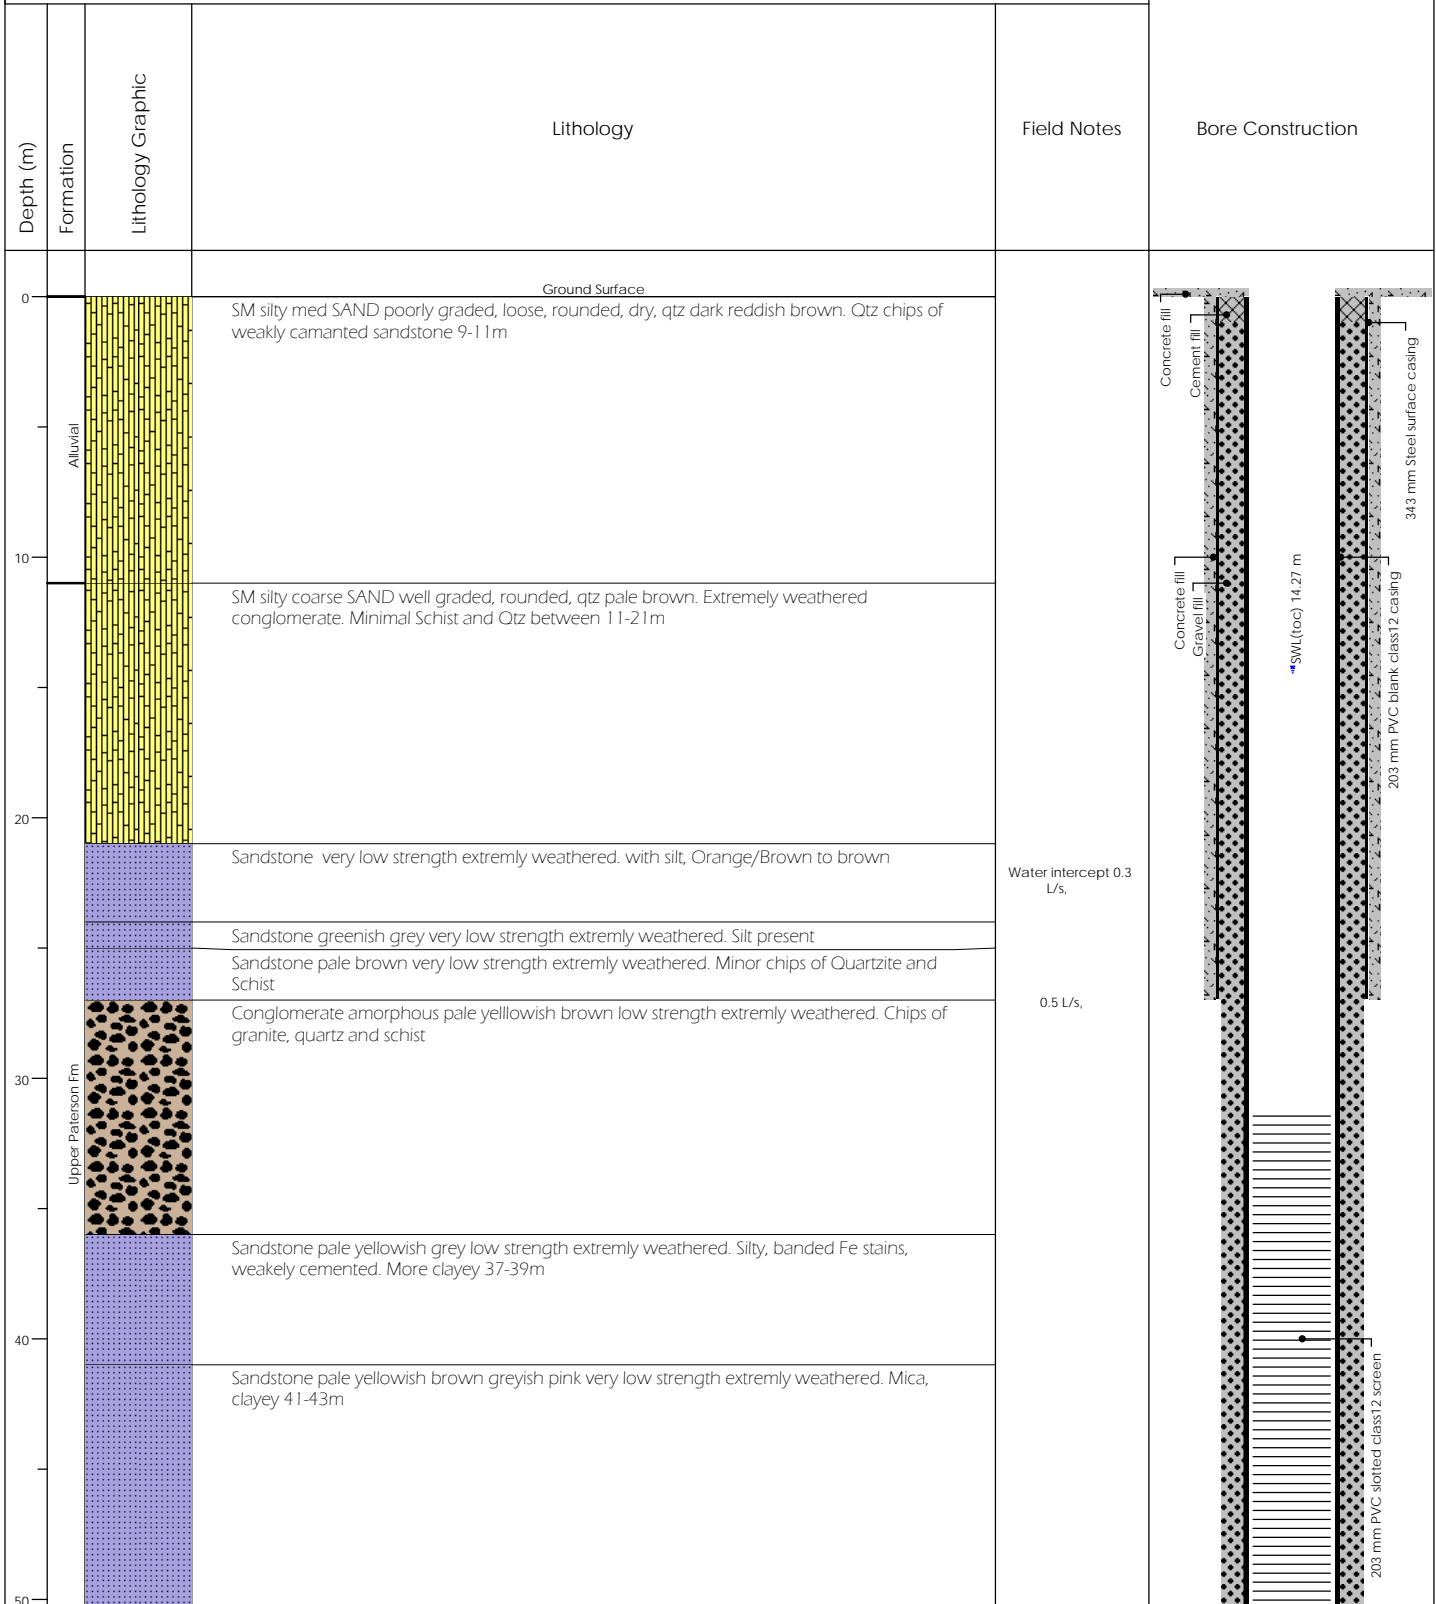 Depth (m)
Formation
Lithology Graphic
Lithology
Field Notes
Bore Construction
Ground Surface
0
SM silty med SAND poorly graded, loose, rounded, dry, qtz dark reddish brown. Qtz chips of
weakly camanted sandstone 9-11m
Alluvial
10
SM silty coarse SAND well graded, rounded, qtz pale brown. Extremely weathered
conglomerate. Minimal Schist and Qtz between 11-21m
20
Sandstone very low strength extremly weathered. with silt, Orange/Brown to brown
Water intercept 0.3
L/s,
Sandstone greenish grey very low strength extremly weathered. Silt present
Sandstone pale brown very low strength extremly weathered. Minor chips of Quartzite and
Schist
0.5 L/s,
Conglomerate amorphous pale yelllowish brown low strength extremly weathered. Chips of
granite, quartz and schist
30
Upper Paterson Fm
Sandstone pale yellowish grey low strength extremly weathered. Silty, banded Fe stains,
weakely cemented. More clayey 37-39m
40
Sandstone pale yellowish brown greyish pink very low strength extremly weathered. Mica,
clayey 41-43m
50
Concrete fill
Cement fill
343 mm Steel surface casing
Concrete fill
Gravel fill
SWL(toc) 14.27 m
203 mm PVC blank class12 casing
203 mm PVC slotted class12 screen